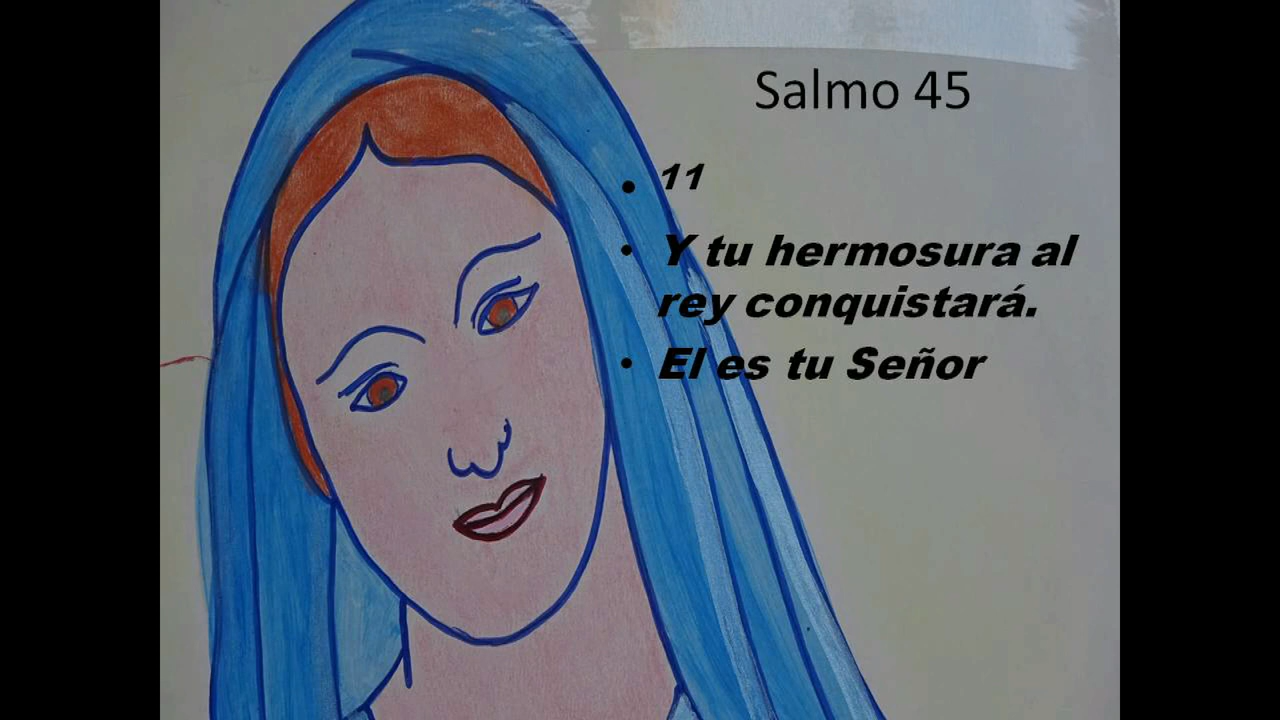 Salmo 45
• 11
• Y tu hermosura al
rey conquistará.
• El es tu Señor